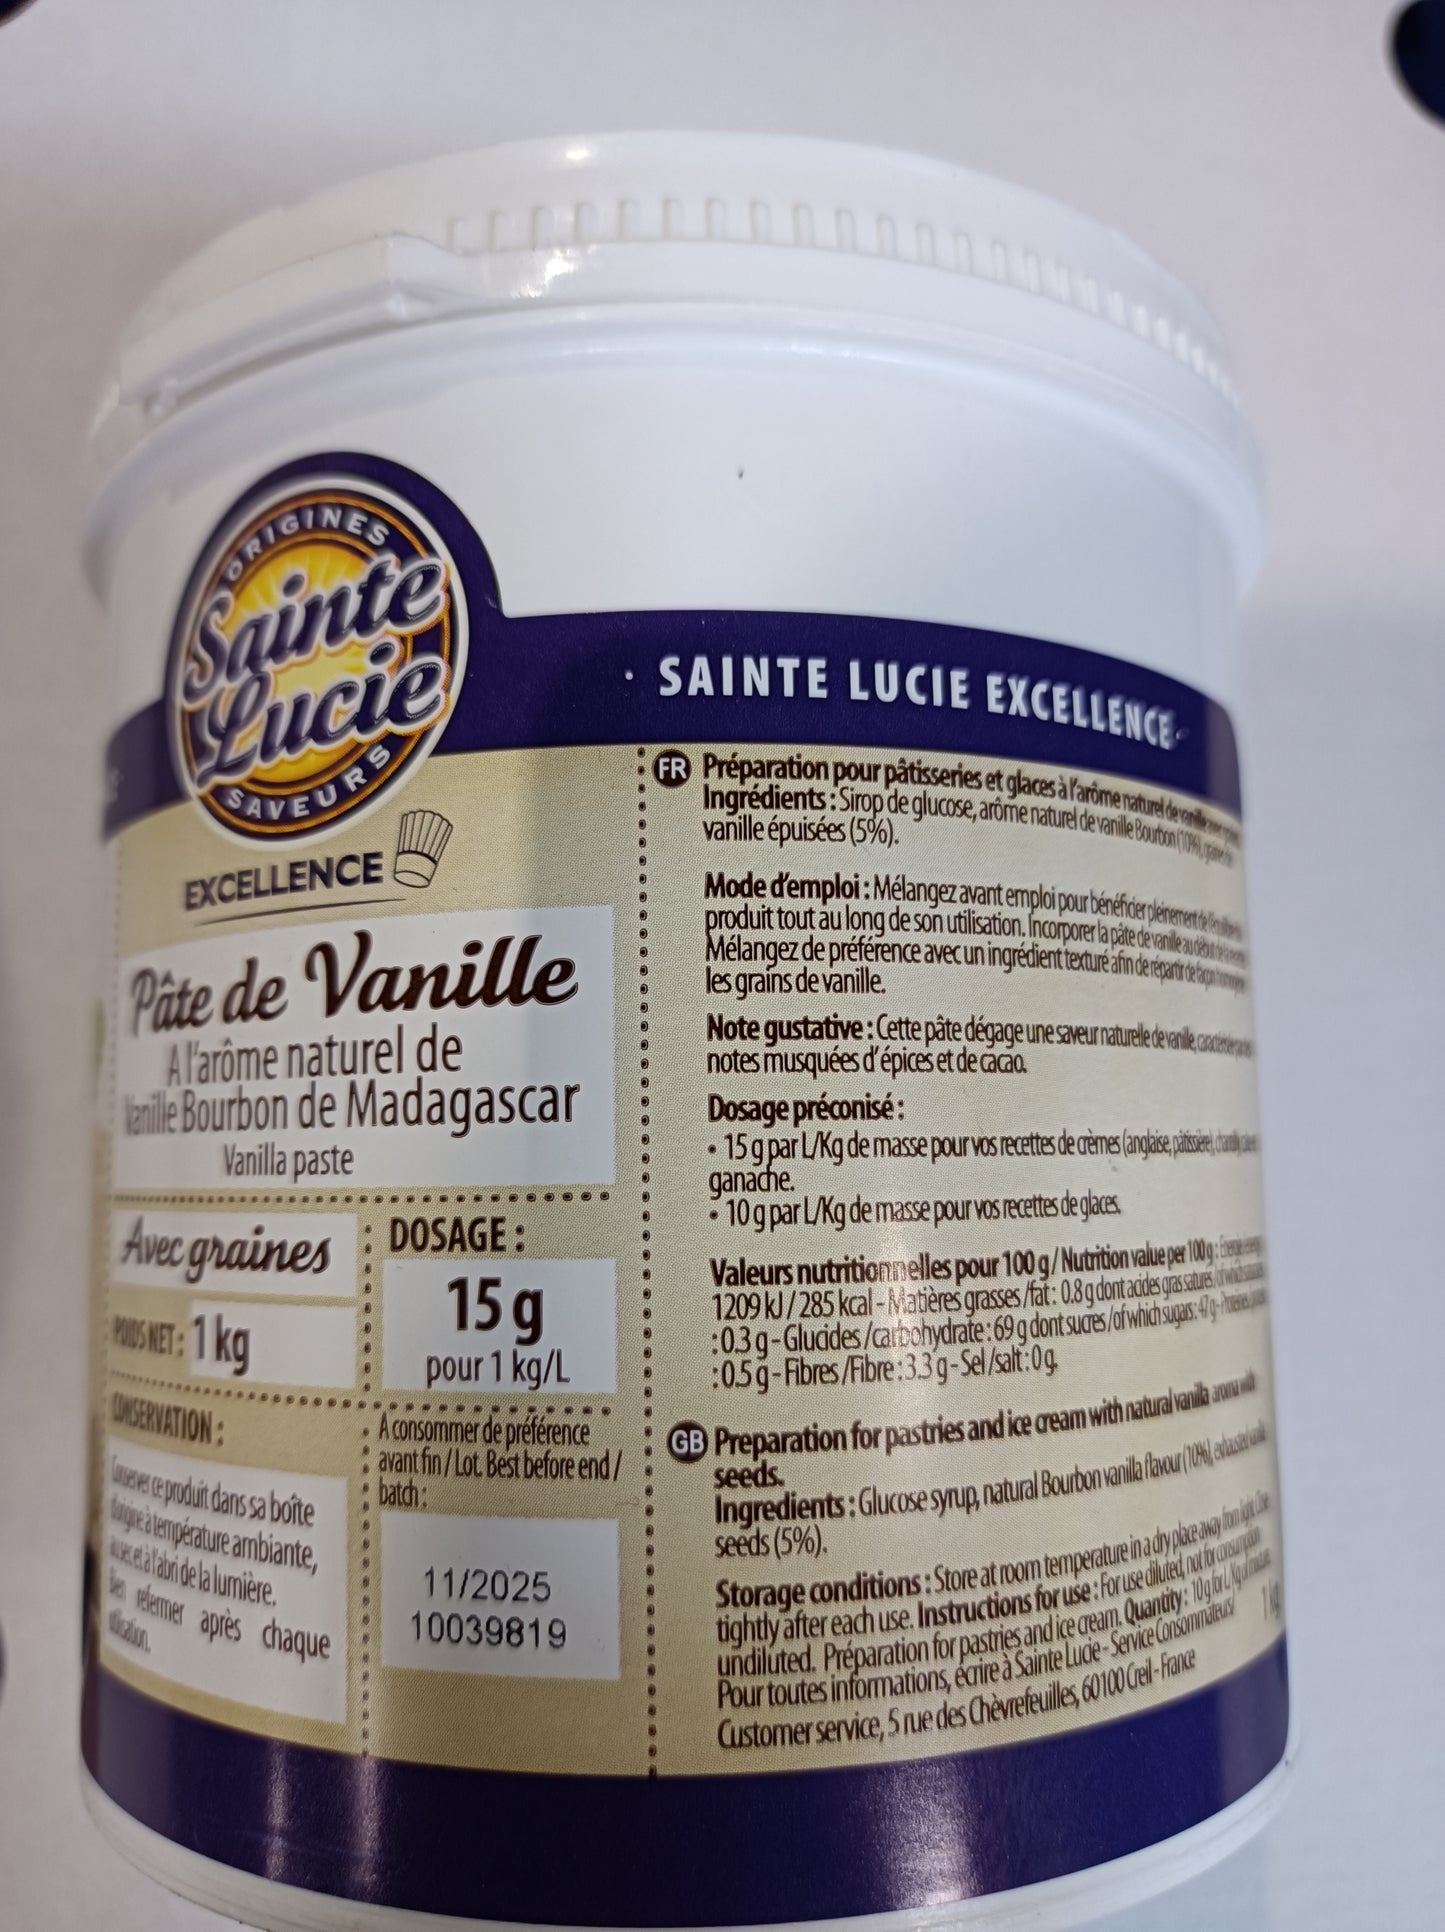 ORIGINES
Sainte
Lucie
SAVEURS
EXCELLENCE
Pâte de Vanille
A l'arôme naturel de
Vanille Bourbon de Madagascar
Vanilla paste
Avec graines
POIDS NET : 1 kg
DOSAGE :
15 g
pour 1 kg/L
CONSERVATION :
Conserver ce produit dans sa boîte
d'origine à température ambiante,
au sec et à l'abri de la lumière.
Bien refermer après chaque
utilisation.
A consommer de préférence
avant fin / Lot. Best before end /
batch :
11/2025
10039819
· SAINTE LUCIE EXCELLENCE ·
FR Préparation pour pâtisseries et glaces à l'arôme naturel de vanille
Ingrédients : Sirop de glucose, arôme naturel de vanille Bourbon (10%), graines
vanille épuisées (5%).
Mode d'emploi : Mélangez avant emploi pour bénéficier pleinement de
produit tout au long de son utilisation. Incorporer la pâte de vanille au début de
Mélangez de préférence avec un ingrédient texturé afin de répartir de façon homogène
les grains de vanille.
Note gustative : Cette pâte dégage une saveur naturelle de vanille,
notes musquées d'épices et de cacao.
Dosage préconisé :
• 15 g par L/Kg de masse pour vos recettes de crèmes (anglaise, pâtissière), chantilly,
ganache.
• 10 g par L/Kg de masse pour vos recettes de glaces.
Valeurs nutritionnelles pour 100 g / Nutrition value per 100 g :
1209 kJ / 285 kcal - Matières grasses /fat : 0.8 g dont acides gras saturés
: 0.3 g - Glucides /carbohydrate : 69 g dont sucres /of which sugars : 47 g -
: 0.5 g - Fibres /Fibre : 3.3 g - Sel /salt : 0 g.
GB Preparation for pastries and ice cream with natural vanilla aroma with
seeds.
Ingredients : Glucose syrup, natural Bourbon vanilla flavour (10%), exhausted vanilla
seeds (5%).
Storage conditions : Store at room temperature in a dry place away from light. Close
tightly after each use. Instructions for use : For use diluted, not for consumption
undiluted. Préparation for pastries and ice cream. Quantity : 10 g for L/Kg of mixture.
Pour toutes informations, écrire à Sainte Lucie - Service Consommateurs/
Customer service, 5 rue des Chèvrefeuilles, 60100 Creil - France
1 kg